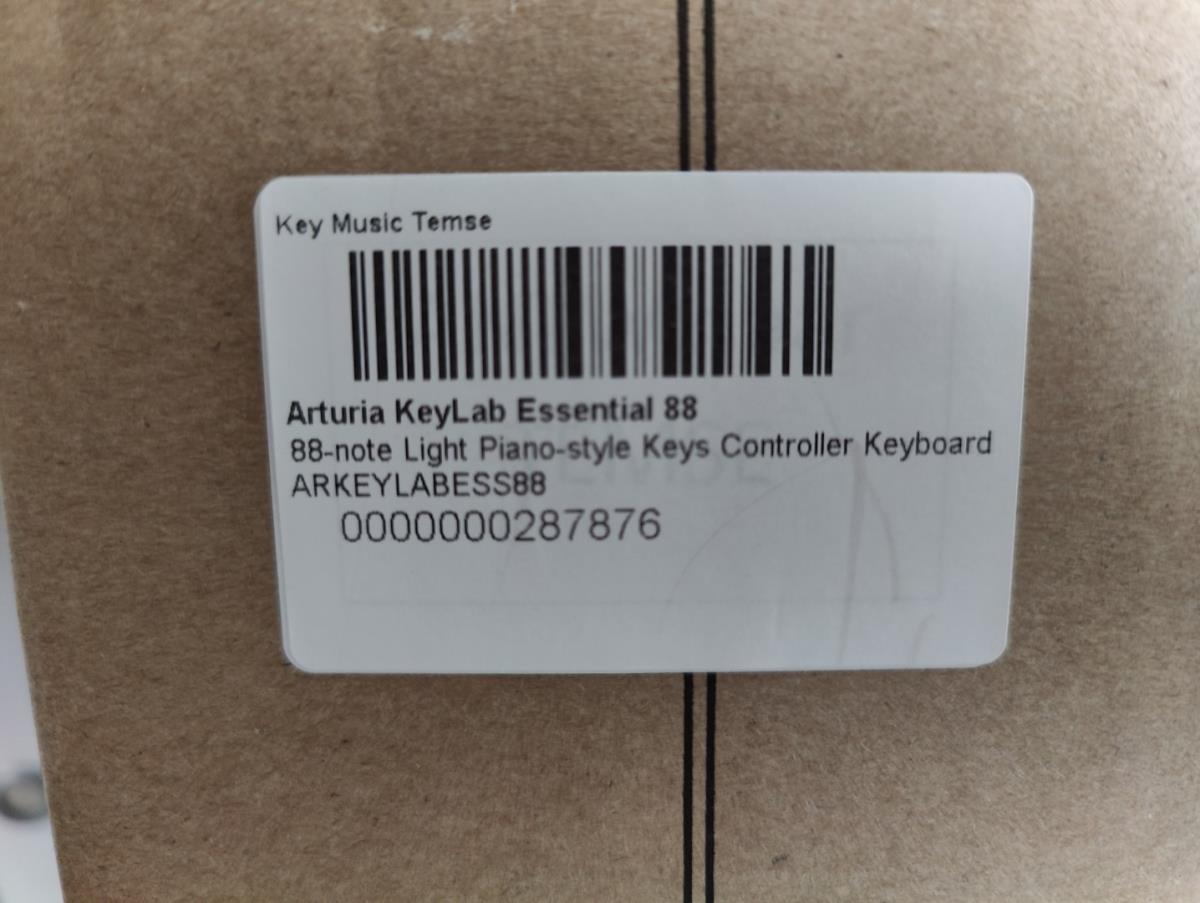 Key Music Temse
Arturia KeyLab Essential 88
88-note Light Piano-style Keys Controller Keyboard
ARKEYLABESS88
0000000287876